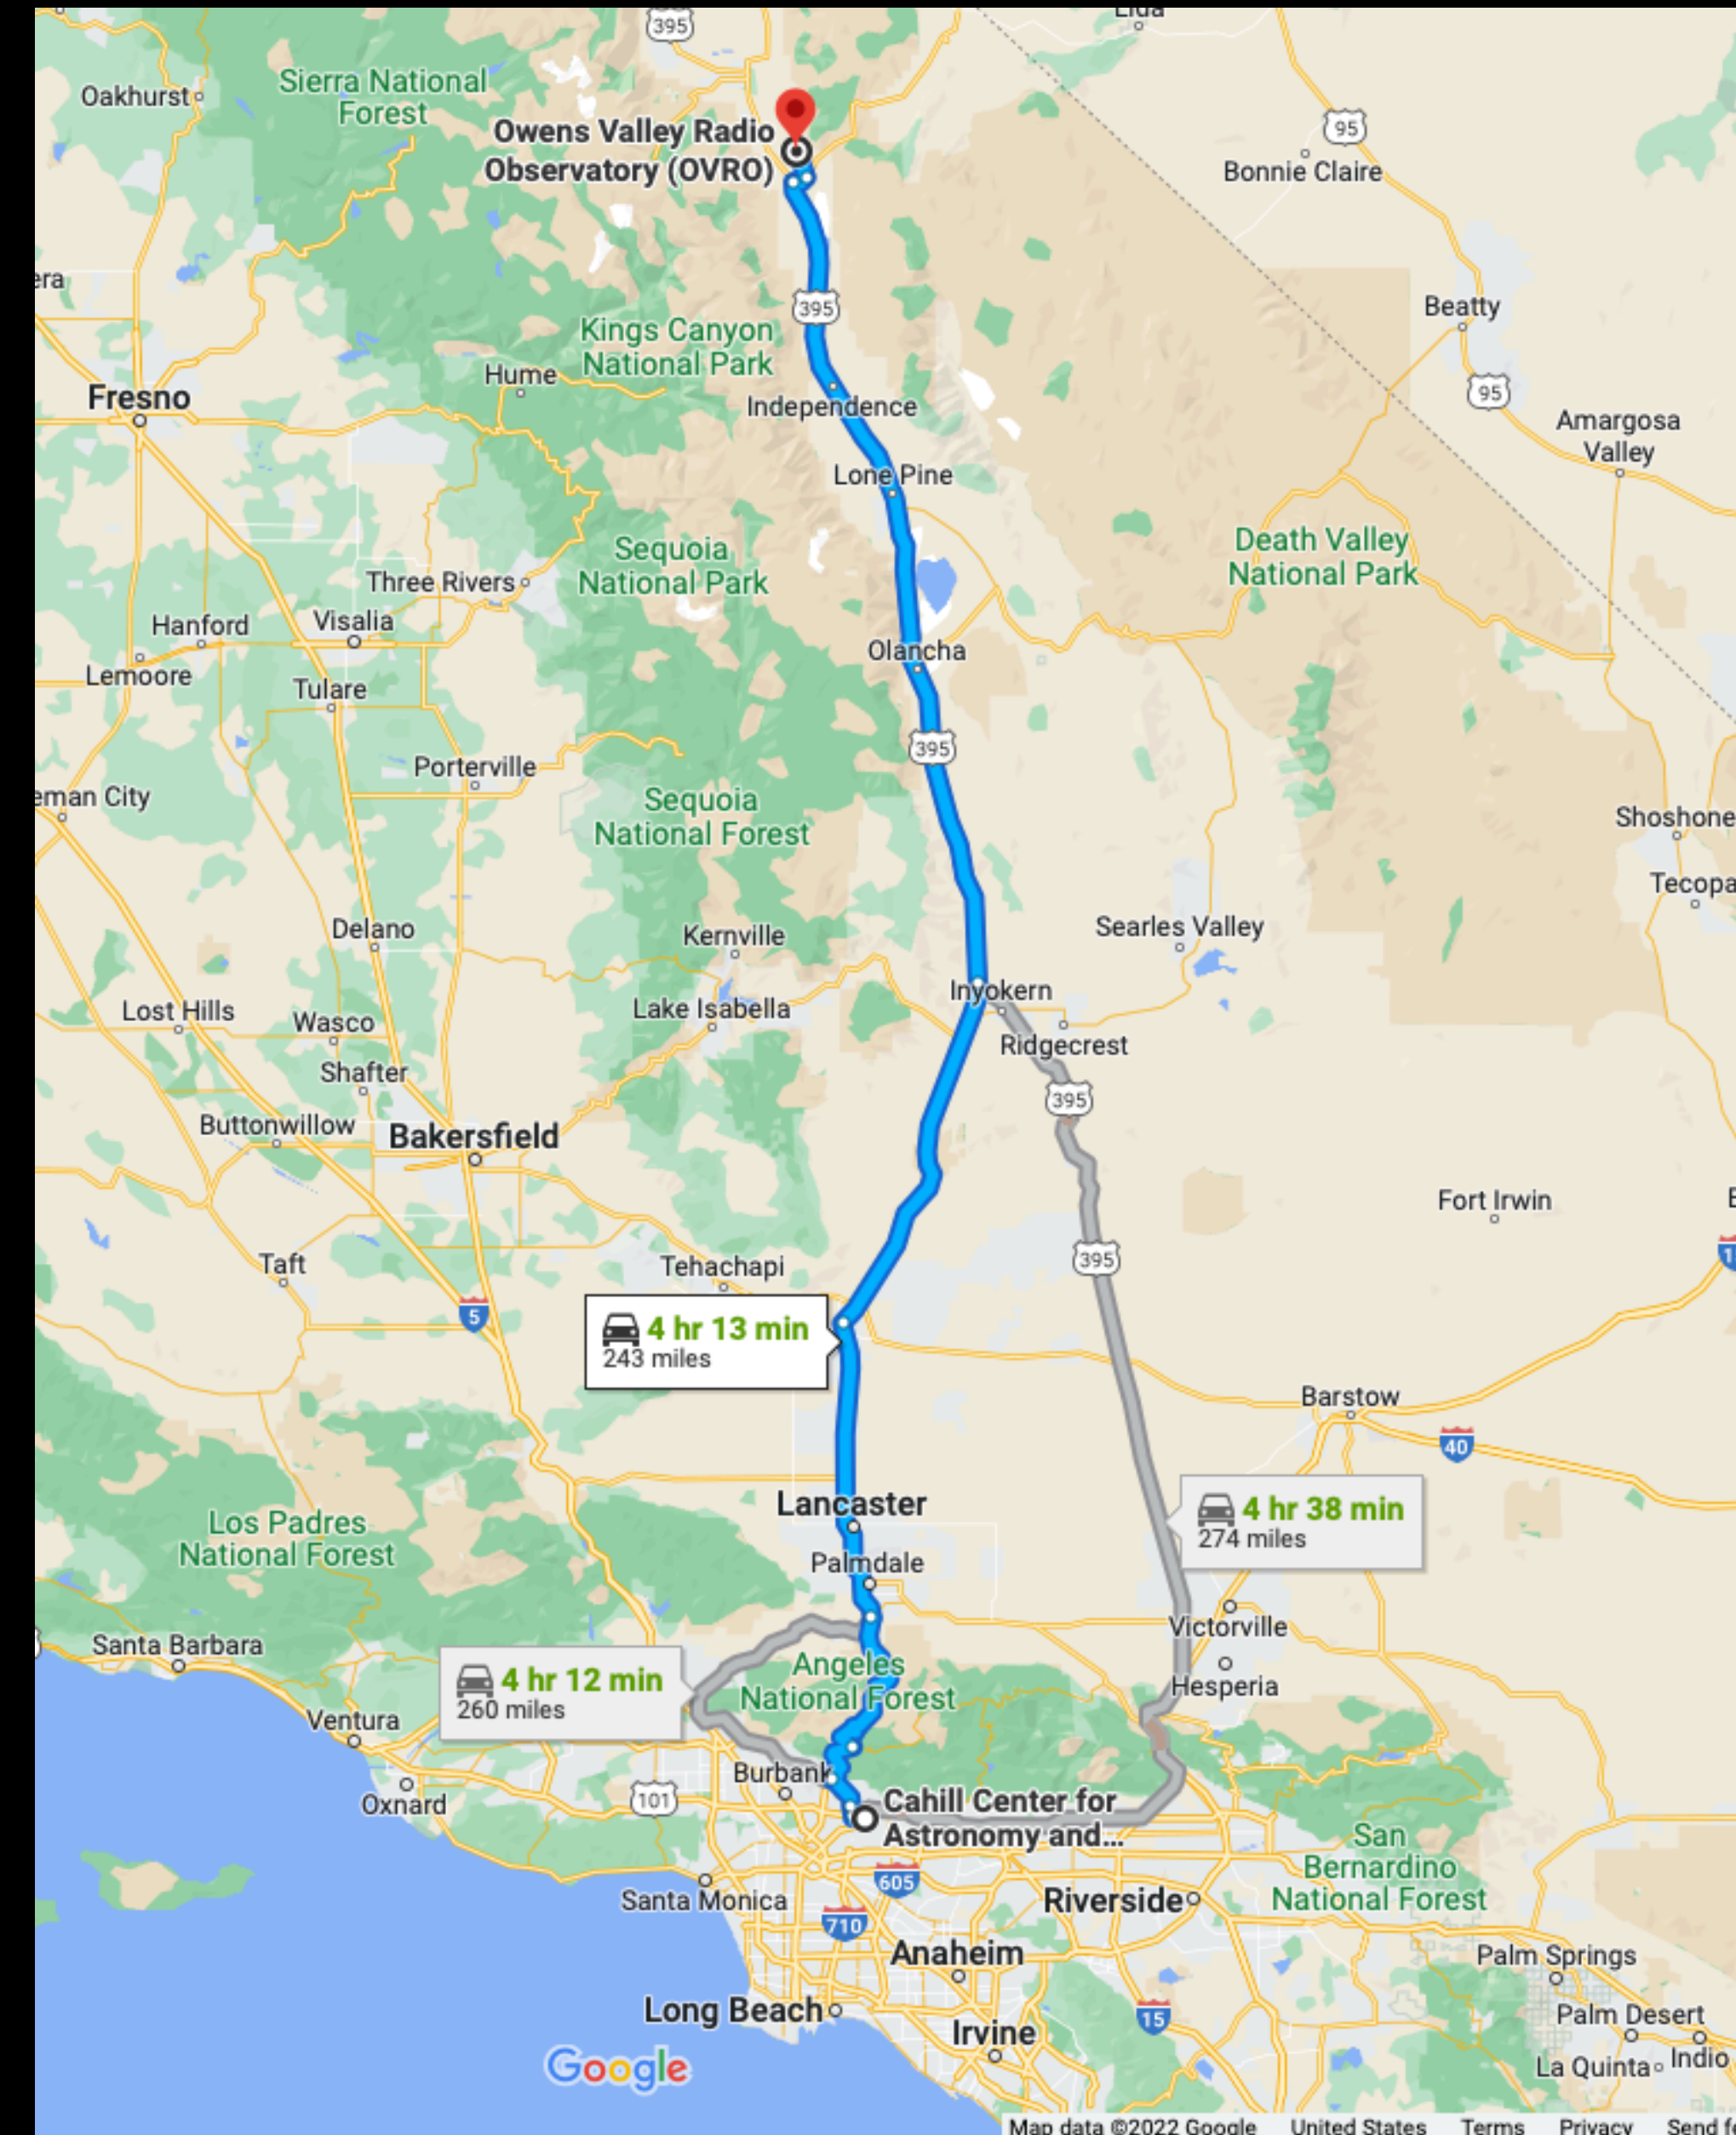 395
Lida
Oakhurst
Sierra National
Forest
Owens Valley Radio
Observatory (OVRO)
95
Bonnie Claire
era
395
Beatty
Kings Canyon
National Park
Hume
95
Fresno
Independence
Amargosa
Valley
Lone Pine
Sequoia
National Park
Death Valley
National Park
Three Rivers
Hanford
Visalia
Olancha
Lemoore
Tulare
395
Porterville
eman City
Sequoia
National Forest
Shoshone
Tecopa
Delano
Kernville
Searles Valley
Inyokern
Lost Hills
Wasco
Lake Isabella
Ridgecrest
Shafter
395
Buttonwillow
Bakersfield
Fort Irwin
Taft
Tehachapi
395
5
4 hr 13 min
243 miles
Barstow
40
Lancaster
4 hr 38 min
274 miles
Los Padres
National Forest
Palmdale
Victorville
Santa Barbara
4 hr 12 min
260 miles
Angeles
National Forest
Hesperia
Ventura
Burbank
Oxnard
101
Cahill Center for
Astronomy and...
San
Bernardino
National Forest
605
Santa Monica
Riverside
710
Anaheim
Palm Springs
Long Beach
15
Palm Desert
Irvine
La Quinta
Indio
Google
Map data ©2022 Google United States Terms Privacy Send